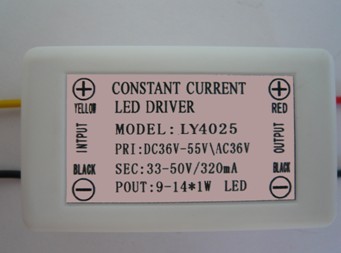 CONSTANT CURRENT
LED DRIVER
MODEL: LY4025
PRI:DC36V-55V\AC36V
SEC:33-50V/320mA
POUT:9-14*1W LED
YELLOW
INTPUT
BLACK
RED
OUTPUT
BLACK